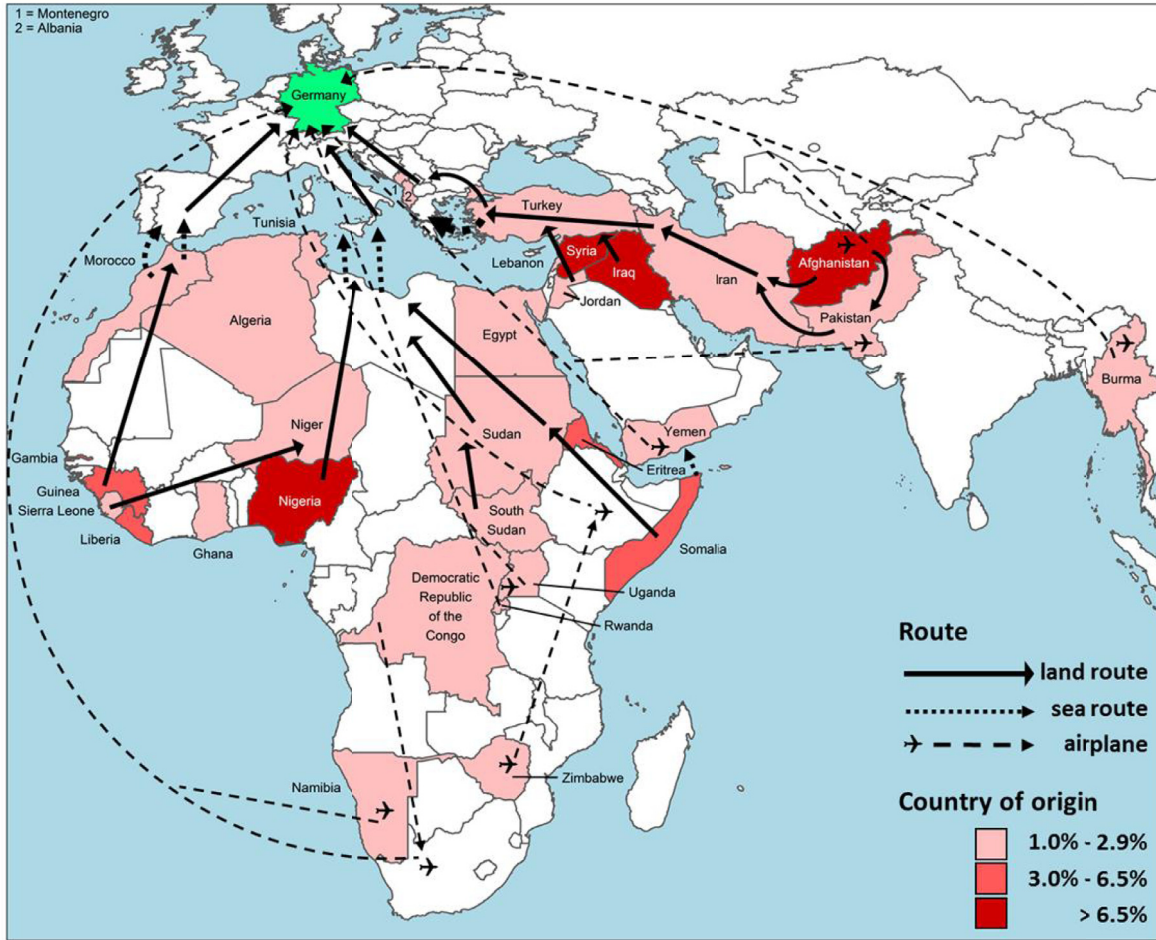 1 = Montenegro
2 = Albania
Germany
2
Tunisia
Turkey
Morocco
Lebanon
Syria
Iraq
Iran
Afghanistan
Jordan
Pakistan
Algeria
Egypt
Burma
Niger
Sudan
Yemen
Gambia
Eritrea
Guinea
Sierra Leone
Nigeria
South
Sudan
Liberia
Ghana
Somalia
Democratic
Republic
of the
Congo
Uganda
Rwanda
Namibia
Zimbabwe
Route
land route
sea route
airplane
Country of origin
1.0% - 2.9%
3.0% - 6.5%
> 6.5%